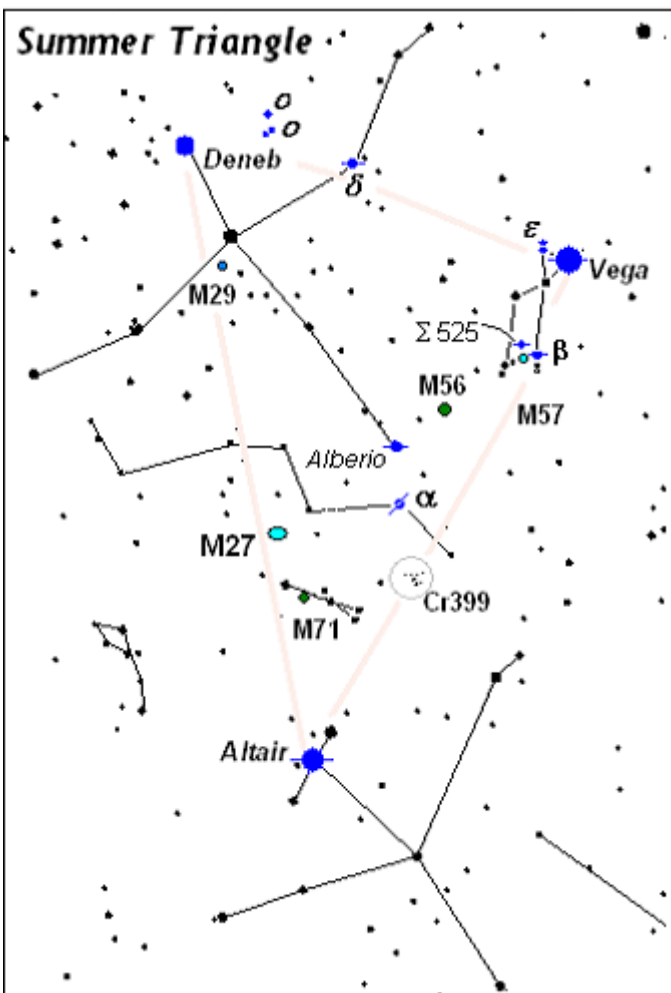 Summer Triangle
ο
ο
Deneb
δ
ε
Vega
M29
Σ 525
β
M56
M57
Alberio
α
M27
Cr399
M71
Altair